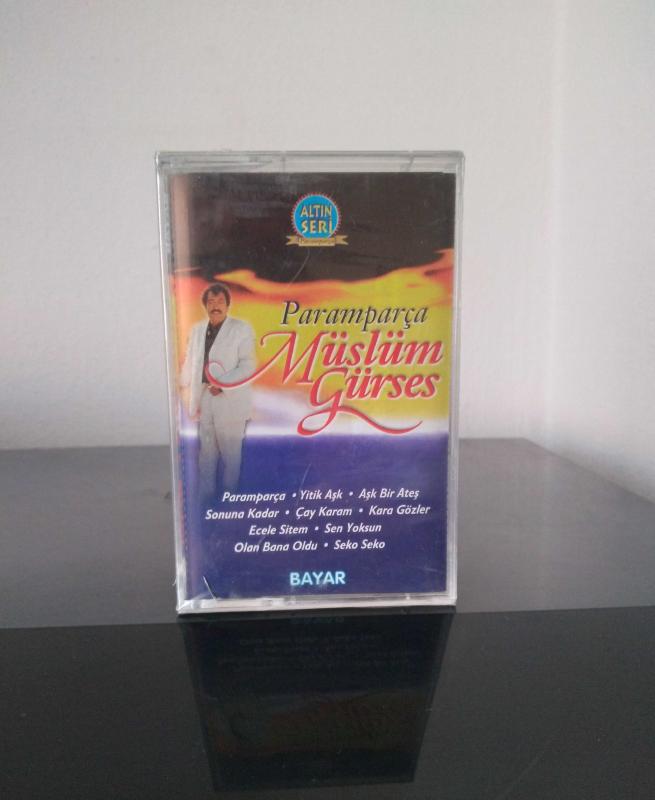 ALTIN
SERİ
Paramparça
Paramparça
Müslüm
Gürses
Paramparça • Yitik Aşk • Aşk Bir Ateş
Sonuna Kadar • Çay Karam • Kara Gözler
Ecele Sitem • Sen Yoksun
Olan Bana Oldu • Seko Seko
BAYAR